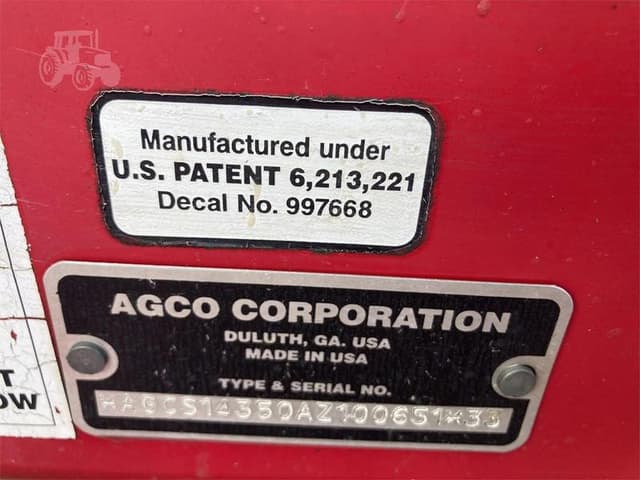 Manufactured under
U.S. PATENT 6,213,221
Decal No. 997668
AGCO CORPORATION
DULUTH, GA. USA
MADE IN USA
TYPE & SERIAL NO.